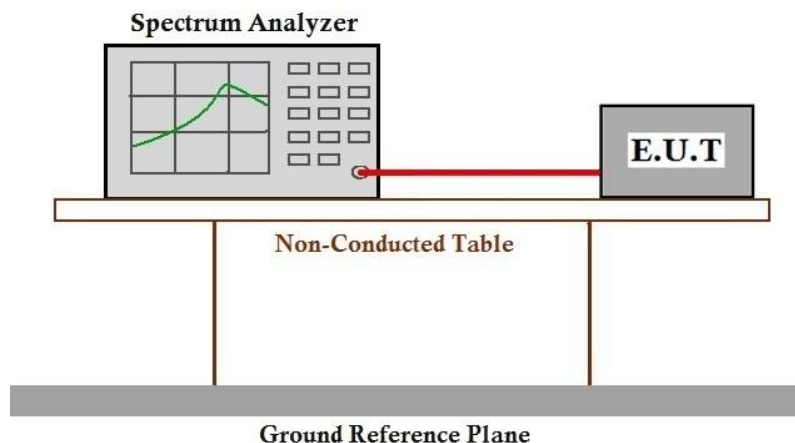 Spectrum Analyzer
E.U.T
Non-Conducted Table
Ground Reference Plane